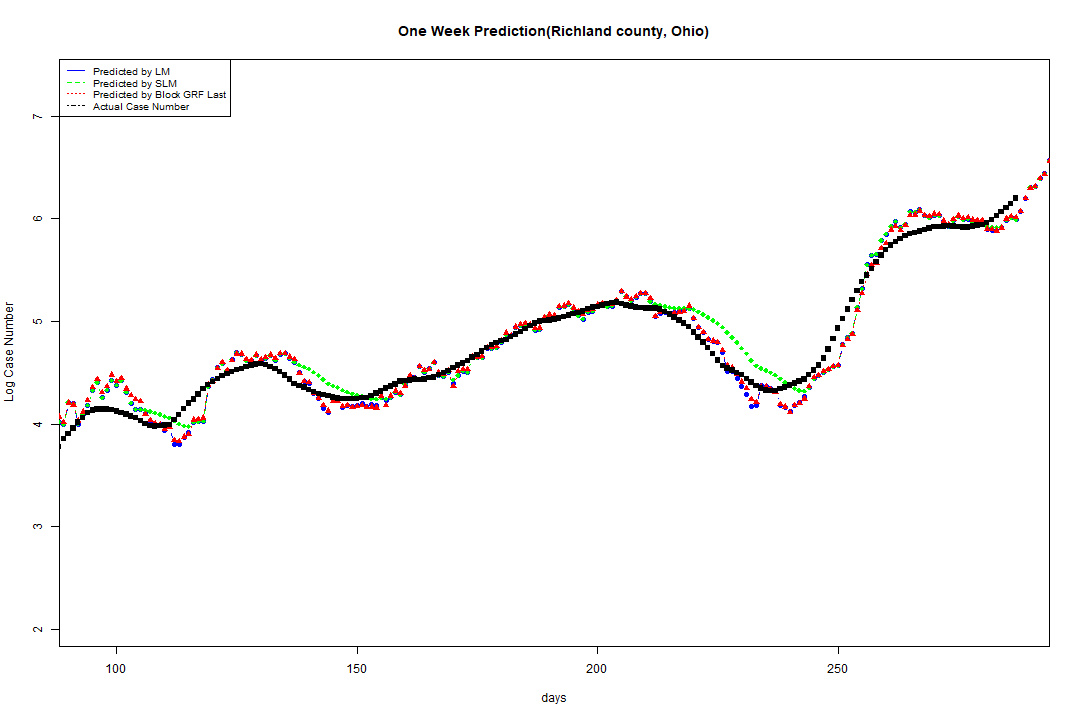 One Week Prediction(Richland county, Ohio)
Predicted by LM
Predicted by SLM
Predicted by Block GRF Last
Actual Case Number
Log Case Number
7
6
5
4
3
2
100 150 200 250
days